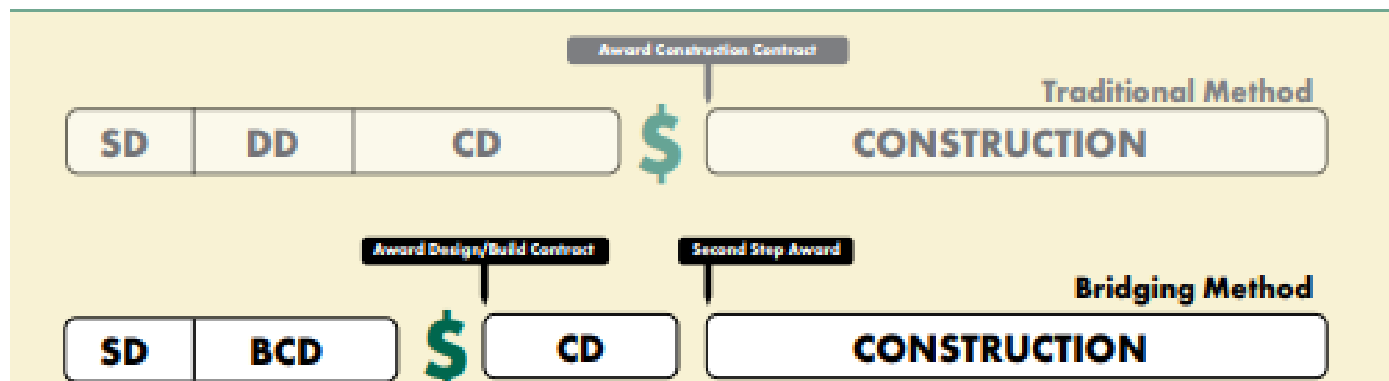 Award Construction Contract
Traditional Method
SD DD CD $ CONSTRUCTION
Award Design/Build Contract Second Step Award
Bridging Method
SD BCD $ CD CONSTRUCTION